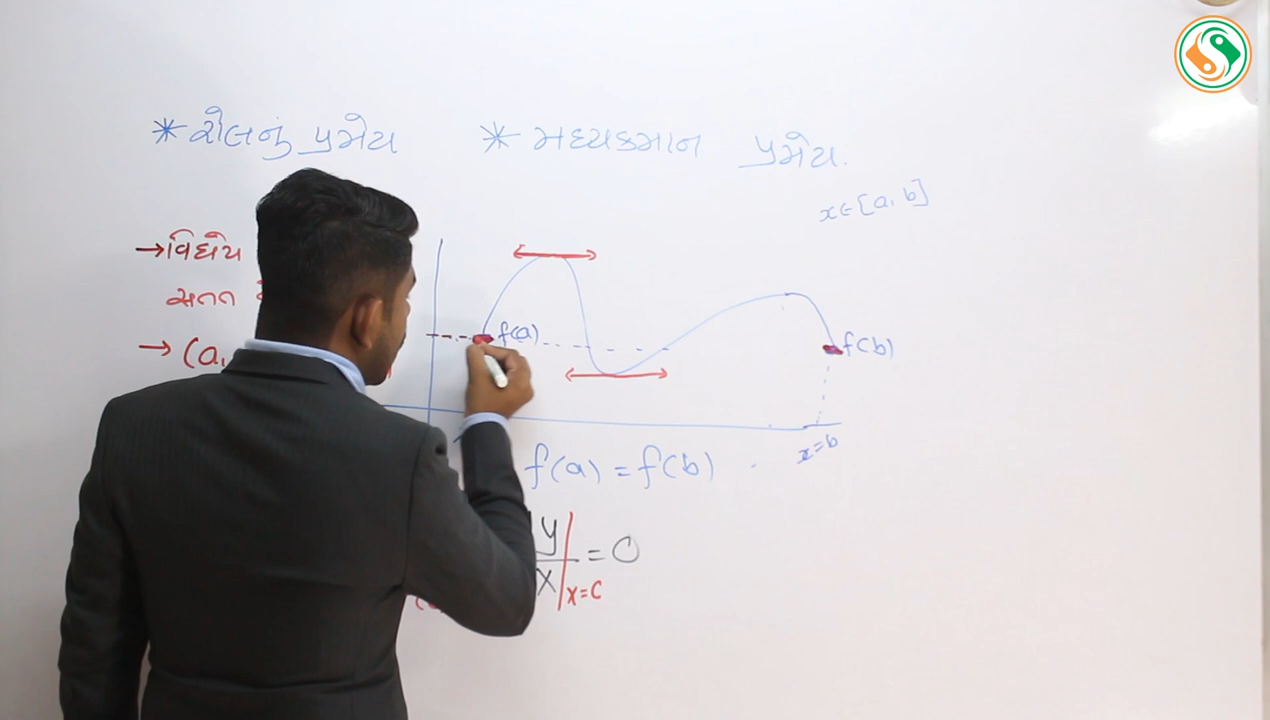 * રોલનું પ્રમેય * મધ્યકમાન પ્રમેય.
x∈[a, b]
→વિધેય
સતત
→ (a,
f(a)
f(b)
x=b
f(a) = f(b)
y
x |x=c = 0